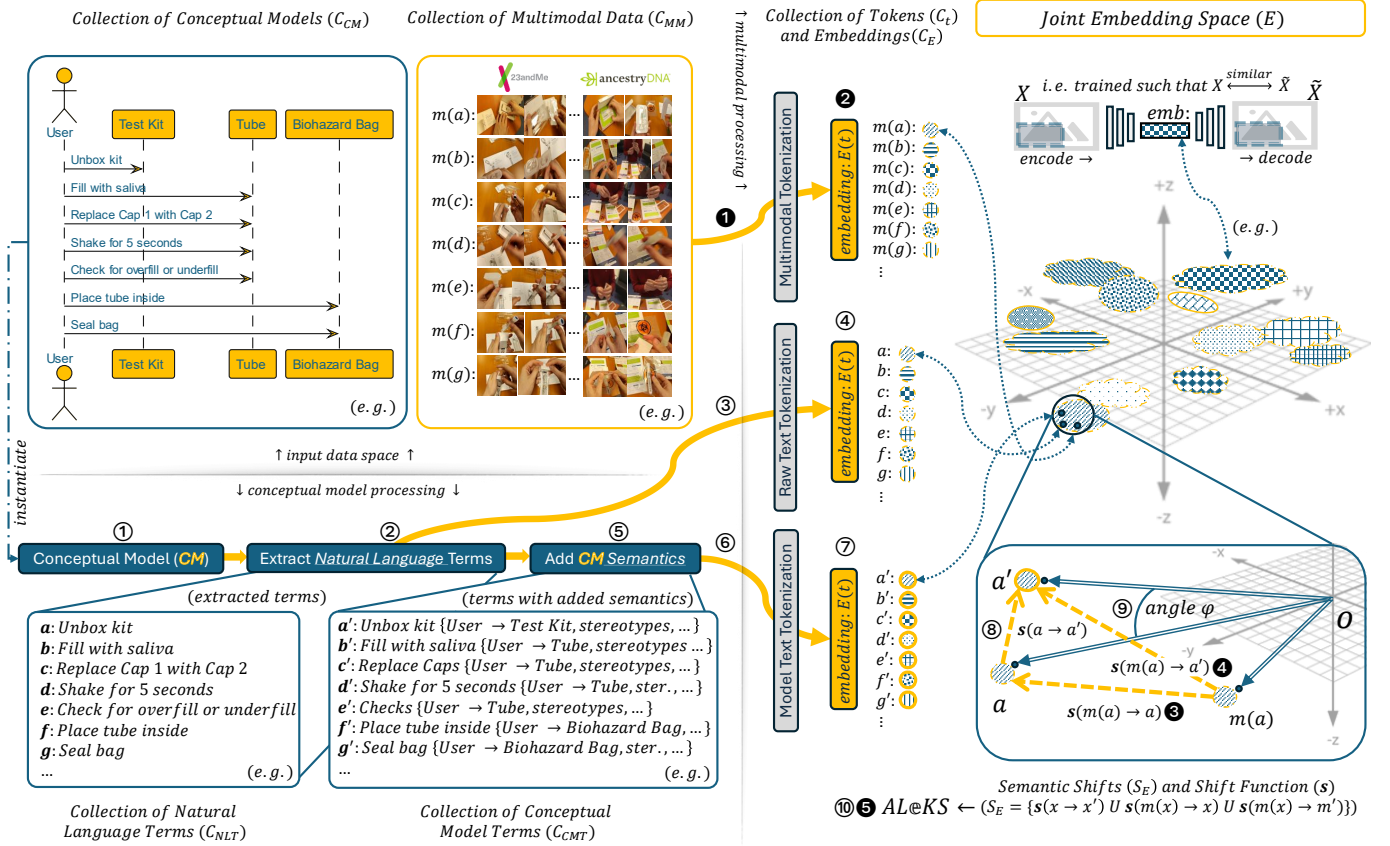 Collection of Conceptual Models (C_CM)
Collection of Multimodal Data (C_MM)
↑ multimodal processing ↑
Collection of Tokens (C_t)
and Embeddings(C_E)
Joint Embedding Space (E)
User
Test Kit
Tube
Biohazard Bag
Unbox kit
Fill with saliva
Replace Cap 1 with Cap 2
Shake for 5 seconds
Check for overfill or underfill
Place tube inside
Seal bag
User
Test Kit
Tube
Biohazard Bag
(e.g.)
23andMe
ancestryDNA
m(a):
...
m(b):
...
m(c):
...
m(d):
...
m(e):
...
m(f):
...
m(g):
...
(e.g.)
❶
Multimodal Tokenization
❷
embedding: E(t)
m(a):
m(b):
m(c):
m(d):
m(e):
m(f):
m(g):
⋮
③
Raw Text Tokenization
④
embedding: E(t)
a:
b:
c:
d:
e:
f:
g:
⋮
i.e. trained such that X ⟷ X̃
similar
X
X̃
emb:
encode →
→ decode
(e.g.)
+z
-x
+y
-y
+x
-z
↑ input data space ↑
↓ conceptual model processing ↓
instantiate
①
Conceptual Model (CM)
②
Extract Natural Language Terms
⑤
Add CM Semantics
⑥
(extracted terms)
a: Unbox kit
b: Fill with saliva
c: Replace Cap 1 with Cap 2
d: Shake for 5 seconds
e: Check for overfill or underfill
f: Place tube inside
g: Seal bag
...
(e.g.)
Collection of Natural
Language Terms (C_NLT)
(terms with added semantics)
a′: Unbox kit {User → Test Kit, stereotypes, ...}
b′: Fill with saliva {User → Tube, stereotypes ...}
c′: Replace Caps {User → Tube, stereotypes, ...}
d′: Shake for 5 seconds {User → Tube, ster., ...}
e′: Checks {User → Tube, stereotypes, ...}
f′: Place tube inside {User → Biohazard Bag, ...}
g′: Seal bag {User → Biohazard Bag, ster., ...}
...
(e.g.)
Collection of Conceptual
Model Terms (C_CMT)
Model Text Tokenization
⑦
embedding: E(t)
a′:
b′:
c′:
d′:
e′:
f′:
g′:
⋮
-x
a′
⑨
angle φ
O
⑧
s(a → a′)
-y
s(m(a) → a′) ❹
a
s(m(a) → a) ❸
m(a)
-z
Semantic Shifts (S_E) and Shift Function (s)
⑩❺ AL@KS ← (S_E = {s(x → x′) U s(m(x) → x) U s(m(x) → m′)})